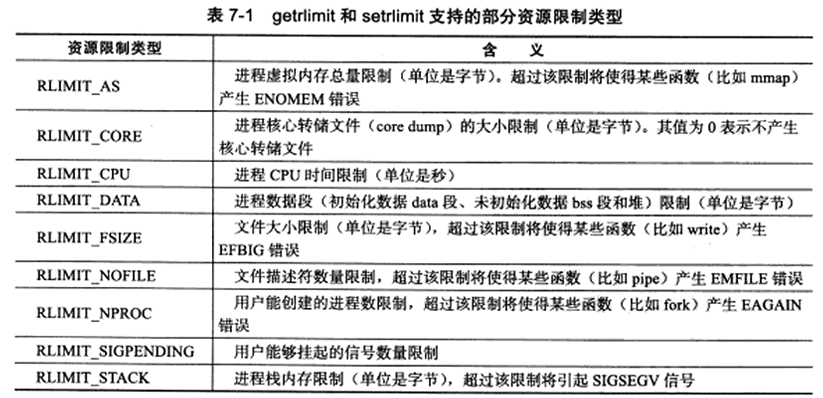 表 7-1 getrlimit 和 setrlimit 支持的部分资源限制类型
资源限制类型 含 义
RLIMIT_AS 进程虚拟内存总量限制（单位是字节）。超过该限制将使得某些函数（比如 mmap）
产生 ENOMEM 错误
RLIMIT_CORE 进程核心转储文件（core dump）的大小限制（单位是字节）。其值为 0 表示不产生
核心转储文件
RLIMIT_CPU 进程 CPU 时间限制（单位是秒）
RLIMIT_DATA 进程数据段（初始化数据 data 段、未初始化数据 bss 段和堆）限制（单位是字节）
RLIMIT_FSIZE 文件大小限制（单位是字节），超过该限制将使得某些函数（比如 write）产生
EFBIG 错误
RLIMIT_NOFILE 文件描述符数量限制，超过该限制将使得某些函数（比如 pipe）产生 EMFILE 错误
RLIMIT_NPROC 用户能创建的进程数限制，超过该限制将使得某些函数（比如 fork）产生 EAGAIN
错误
RLIMIT_SIGPENDING 用户能够挂起的信号数量限制
RLIMIT_STACK 进程栈内存限制（单位是字节），超过该限制将引起 SIGSEGV 信号